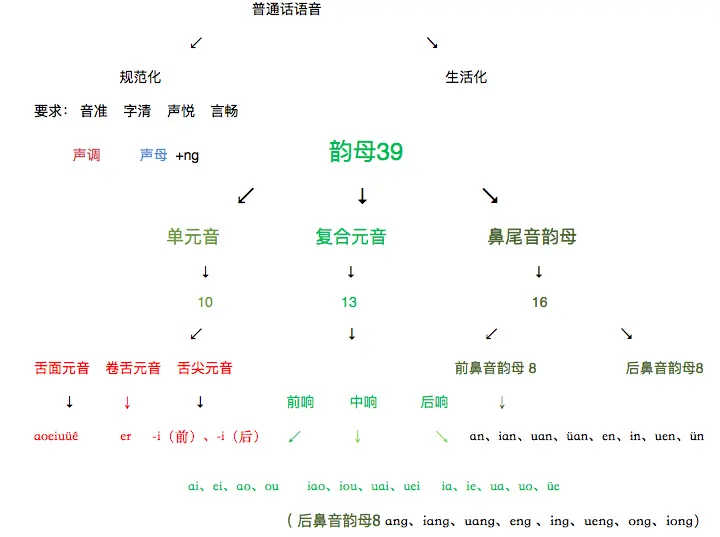 普通话语音
↙ ↘
规范化 生活化
要求： 音准 字清 声悦 言畅
声调 声母 +ng 韵母39
↙ ↓ ↘
单元音 复合元音 鼻尾音韵母
↓ ↓ ↓
10 13 16
↙ ↓ ↙ ↘
舌面元音 卷舌元音 舌尖元音 前鼻音韵母 8 后鼻音韵母8
↓ ↓ ↓ 前响 中响 后响 ↓
aoeiuüê er -i（前）、-i（后） ↙ ↓ ↘ an、ian、uan、üan、en、in、uen、ün
ai、ei、ao、ou iao、iou、uai、uei ia、ie、ua、uo、üe
（ 后鼻音韵母8 ang、iang、uang、eng 、ing、ueng、ong、iong）